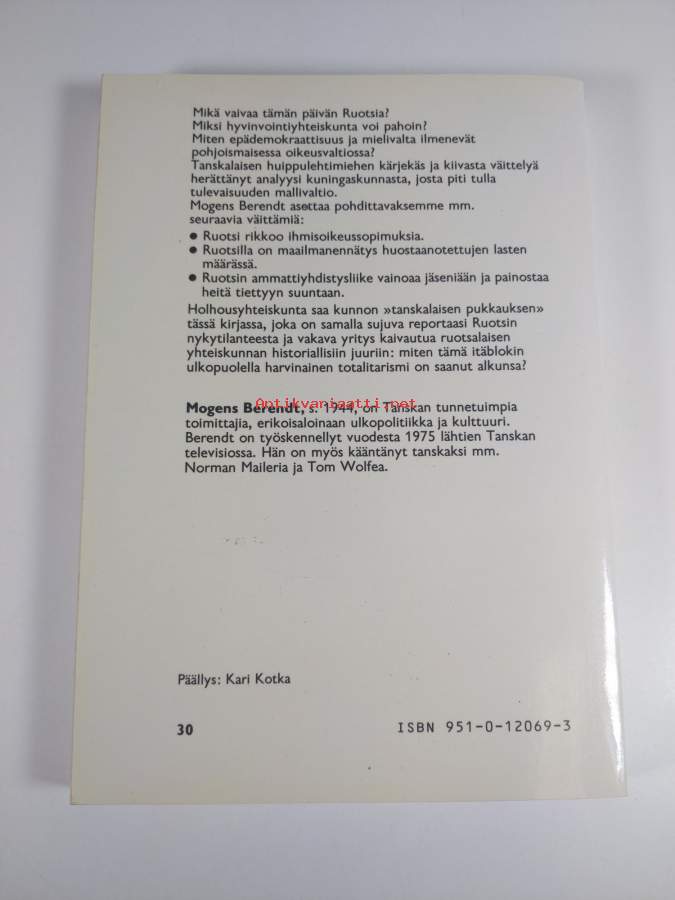 Mikä vaivaa tämän päivän Ruotsia?
Miksi hyvinvointiyhteiskunta voi pahoin?
Miten epädemokraattisuus ja mielivalta ilmenevät
pohjoismaisessa oikeusvaltiossa?
Tanskalaisen huippulehtimiehen kärjekäs ja kiivasta väittelyä
herättänyt analyysi kuningaskunnasta, josta piti tulla
tulevaisuuden mallivaltio.
Mogens Berendt asettaa pohdittavaksemme mm.
seuraavia väittämiä:
● Ruotsi rikkoo ihmisoikeussopimuksia.
● Ruotsilla on maailmanennätys huostaanotettujen lasten
määrässä.
● Ruotsin ammattiyhdistysliike vainoaa jäseniään ja painostaa
heitä tiettyyn suuntaan.
Holhousyhteiskunta saa kunnon »tanskalaisen pukkauksen»
tässä kirjassa, joka on samalla sujuva reportaasi Ruotsin
nykytilanteesta ja vakava yritys kaivautua ruotsalaisen
yhteiskunnan historiallisiin juuriin: miten tämä itäblokin
ulkopuolella harvinainen totalitarismi on saanut alkunsa?
Antikvariaatti.net
Mogens Berendt, s. 1944, on Tanskan tunnetuimpia
toimittajia, erikoisaloinaan ulkopolitiikka ja kulttuuri.
Berendt on työskennellyt vuodesta 1975 lähtien Tanskan
televisiossa. Hän on myös kääntänyt tanskaksi mm.
Norman Maileria ja Tom Wolfea.
Päällys: Kari Kotka
30
ISBN 951-0-12069-3